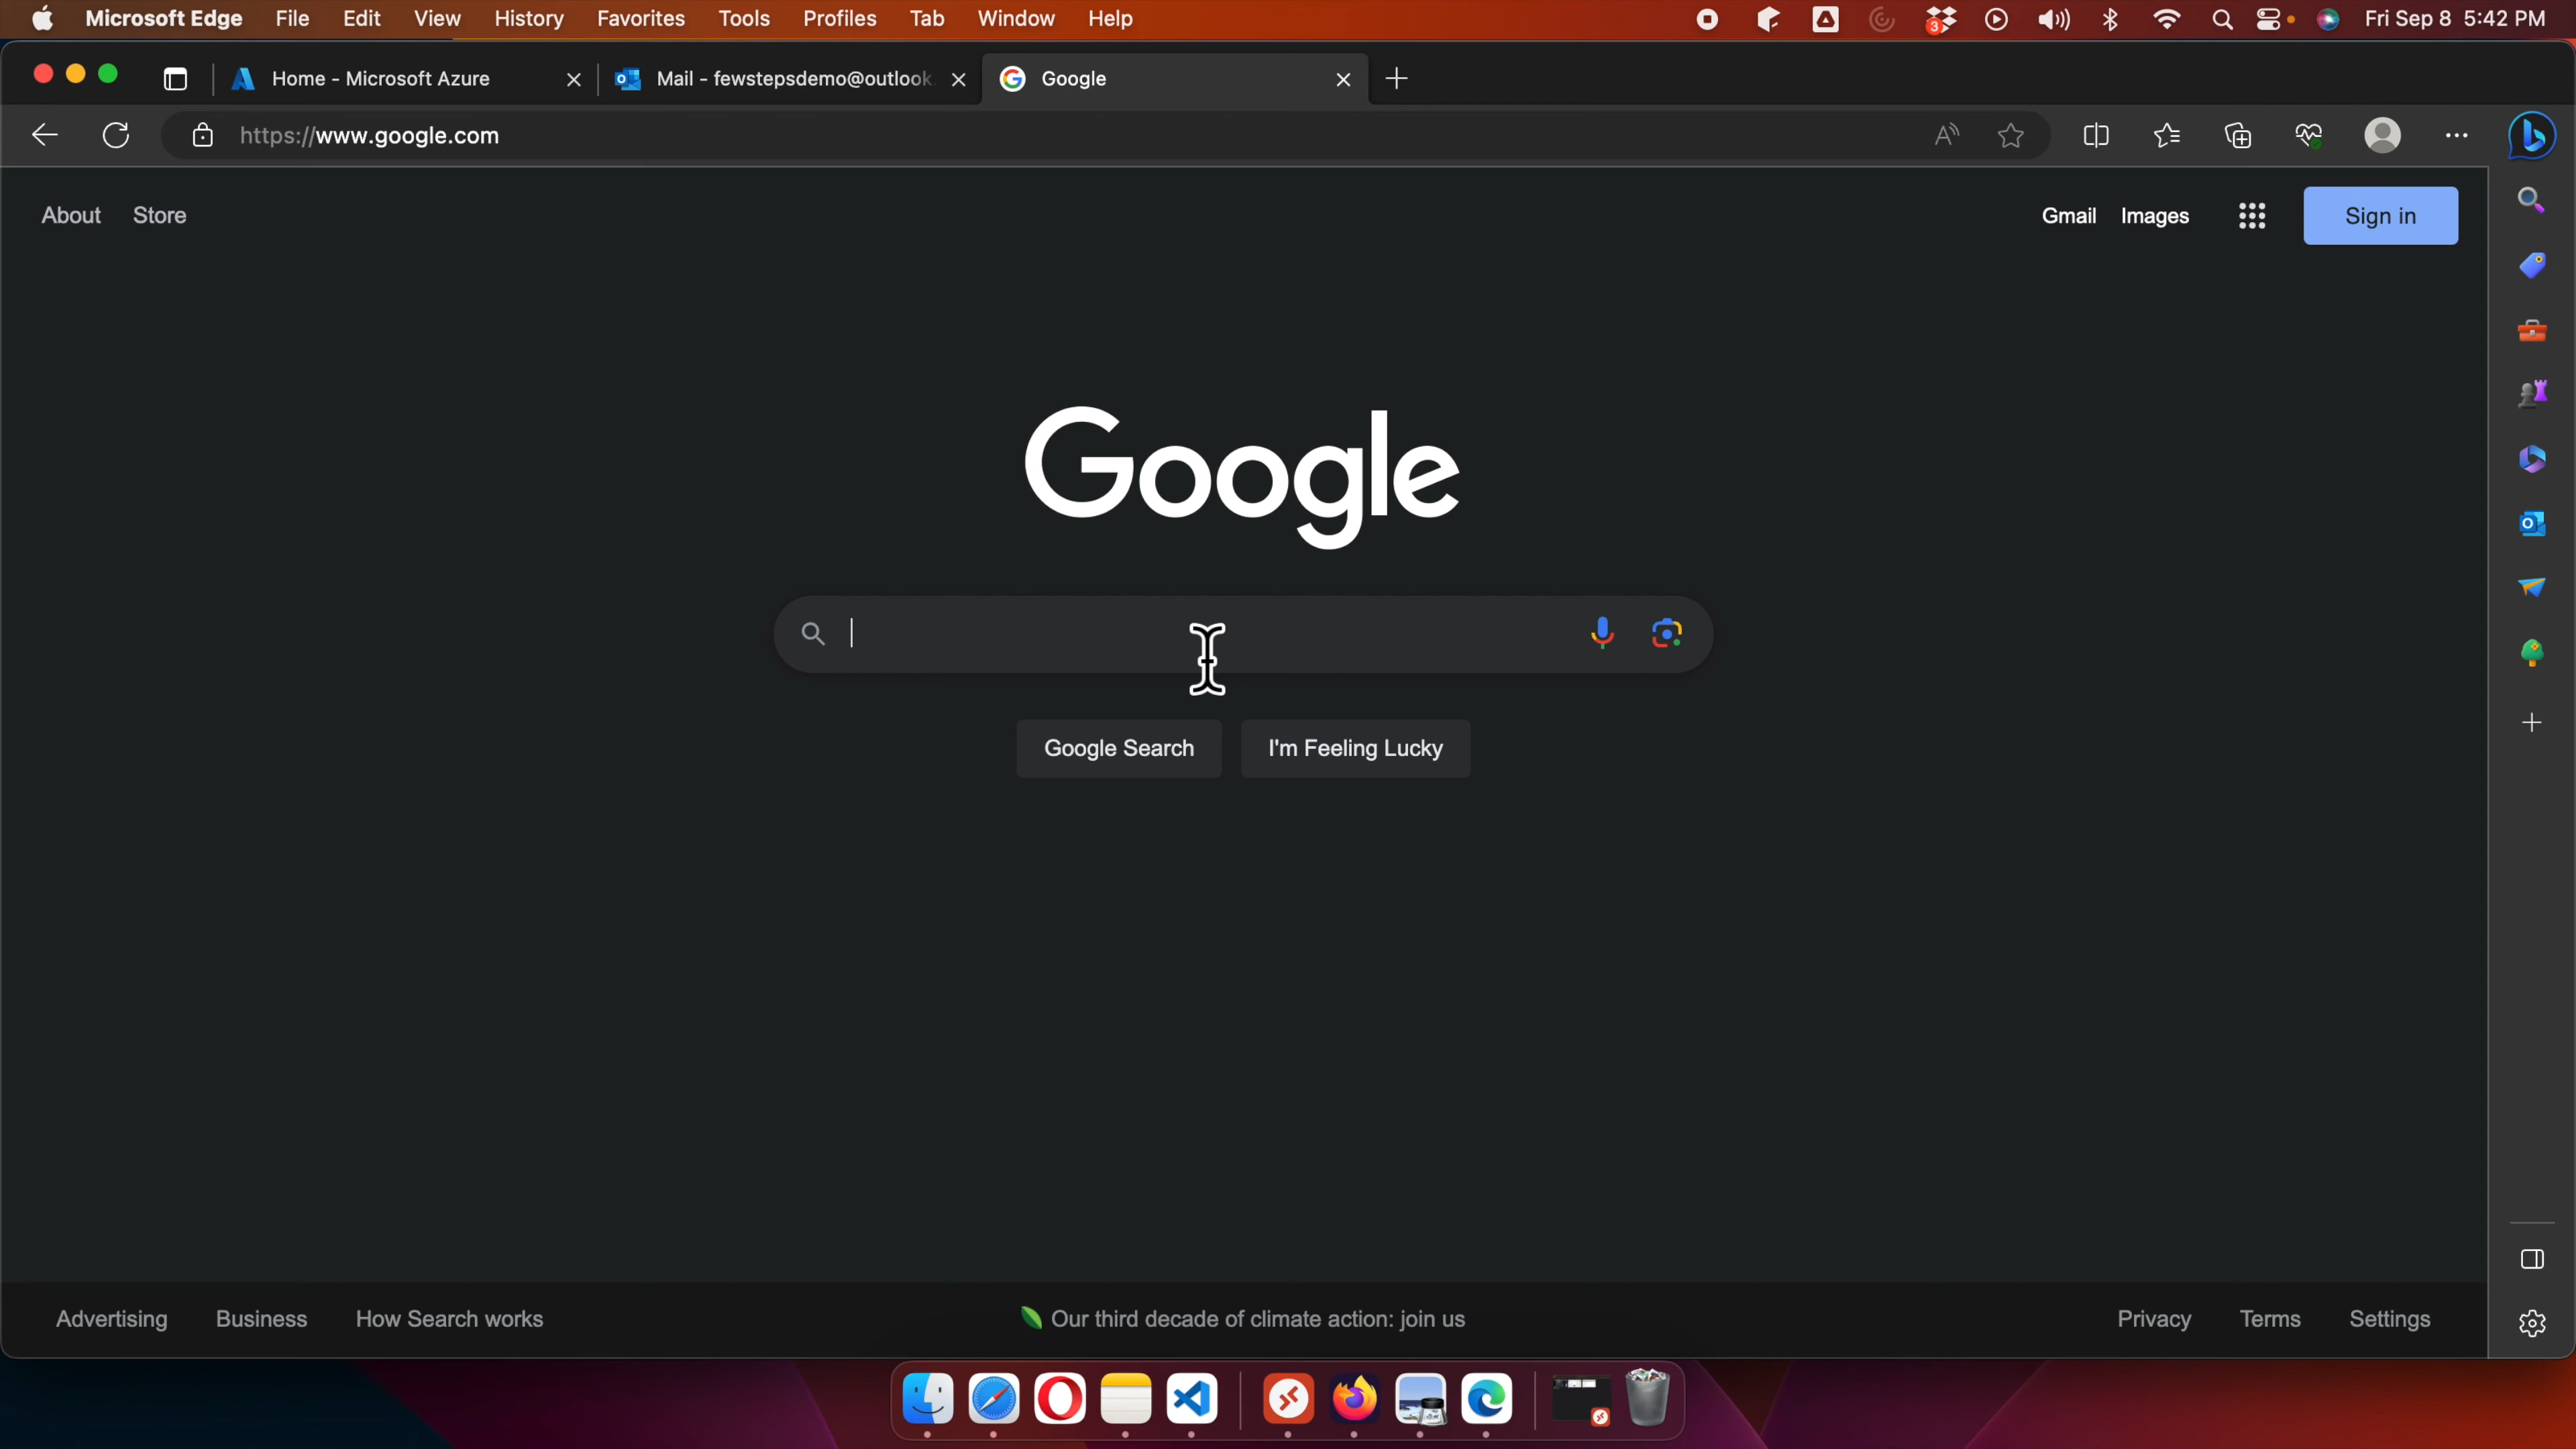 Microsoft Edge File Edit View History Favorites Tools Profiles Tab Window Help 3 Fri Sep 8 5:42 PM
Home - Microsoft Azure Mail - fewstepsdemo@outlook. Google
https://www.google.com
About Store Gmail Images Sign in
Google
Google Search I'm Feeling Lucky
Advertising Business How Search works Our third decade of climate action: join us Privacy Terms Settings